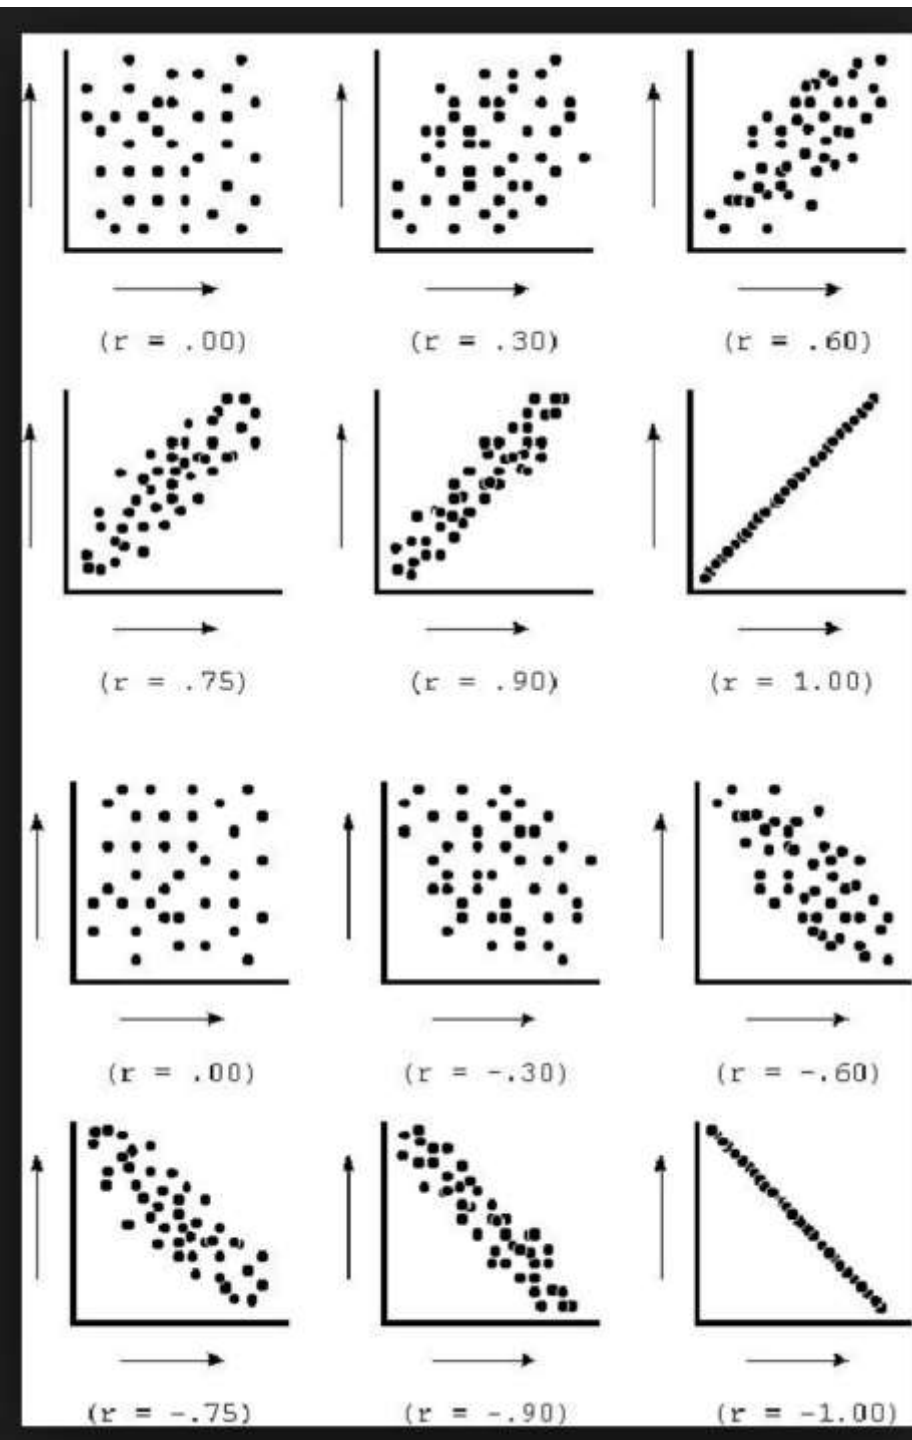 (r = .00) (r = .30) (r = .60)
(r = .75) (r = .90) (r = 1.00)
(r = .00) (r = -.30) (r = -.60)
(r = -.75) (r = -.90) (r = -1.00)